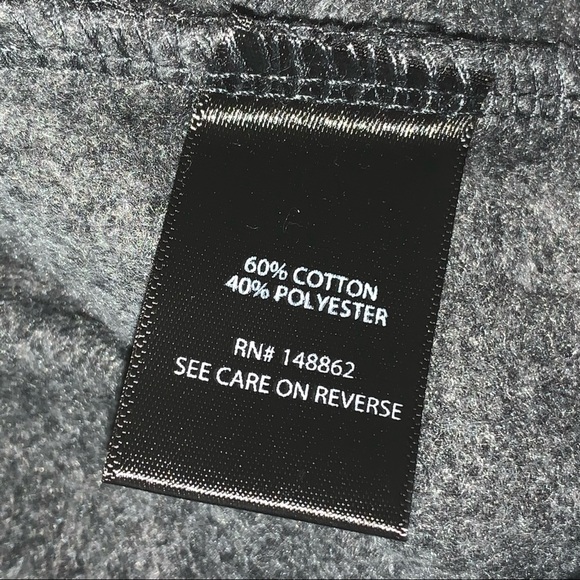 60% COTTON
40% POLYESTER
RN# 148862
SEE CARE ON REVERSE